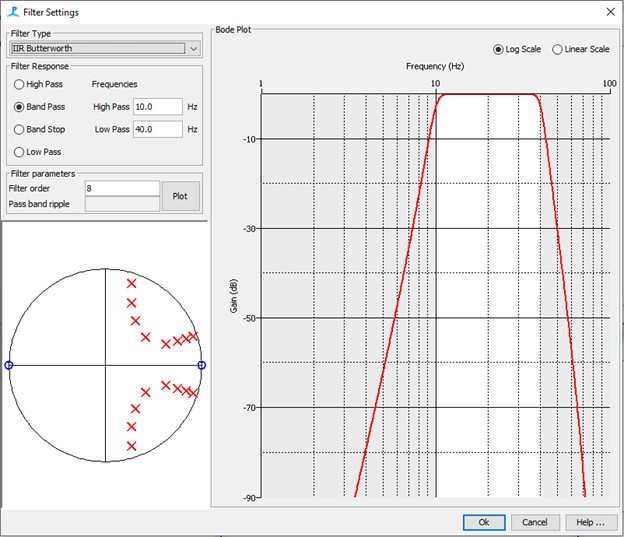 Filter Settings
Filter Type
IIR Butterworth
Filter Response
High Pass
Frequencies
Band Pass
High Pass 10.0 Hz
Band Stop
Low Pass 40.0 Hz
Low Pass
Filter parameters
Filter order 8
Pass band ripple
Plot
Bode Plot
Log Scale Linear Scale
Frequency (Hz)
1 10 100
-10
-30
-50
-70
-90
Gain (dB)
Ok Cancel Help ...